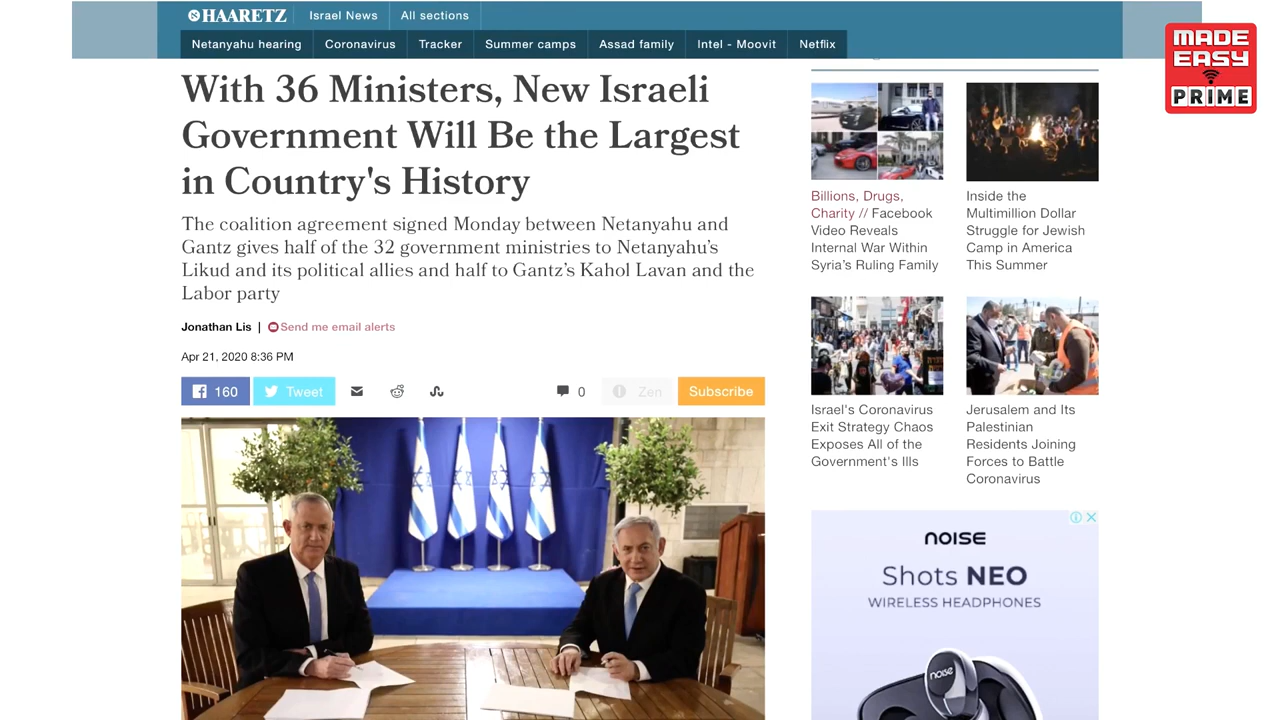 HAARETZ
Israel News
All sections
Netanyahu hearing
Coronavirus
Tracker
Summer camps
Assad family
Intel - Moovit
Netflix
MADE
EASY
PRIME
With 36 Ministers, New Israeli
Government Will Be the Largest
in Country's History
The coalition agreement signed Monday between Netanyahu and
Gantz gives half of the 32 government ministries to Netanyahu's
Likud and its political allies and half to Gantz's Kahol Lavan and the
Labor party
Jonathan Lis | Send me email alerts
Apr 21, 2020 8:36 PM
160
Tweet
0
Zen
Subscribe
Billions, Drugs,
Charity // Facebook
Video Reveals
Internal War Within
Syria's Ruling Family
Inside the
Multimillion Dollar
Struggle for Jewish
Camp in America
This Summer
Israel's Coronavirus
Exit Strategy Chaos
Exposes All of the
Government's Ills
Jerusalem and Its
Palestinian
Residents Joining
Forces to Battle
Coronavirus
noise
Shots NEO
WIRELESS HEADPHONES
noise